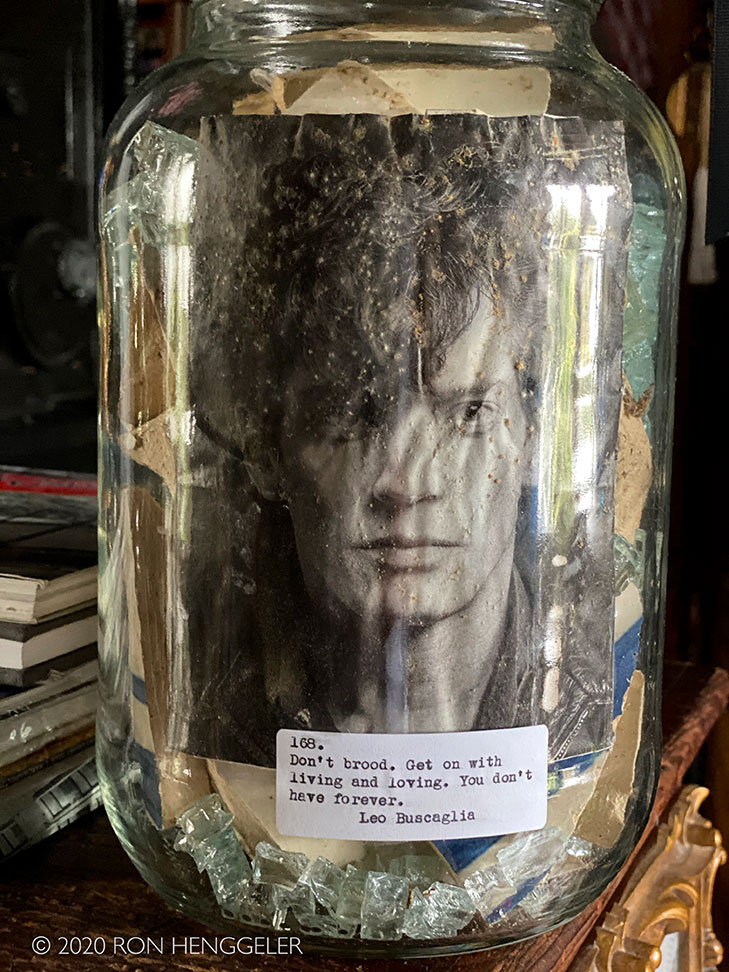 168.
Don't brood. Get on with
living and loving. You don't
have forever.
Leo Buscaglia
© 2020 RON HENGGELER